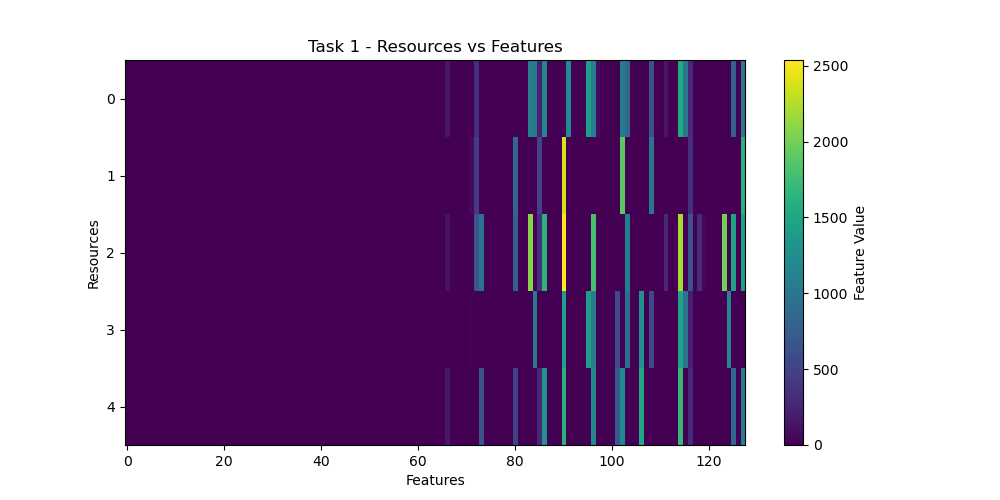 Task 1 - Resources vs Features
0
1
2
3
4
Resources
0 20 40 60 80 100 120
Features
2500
2000
1500
1000
500
0
Feature Value